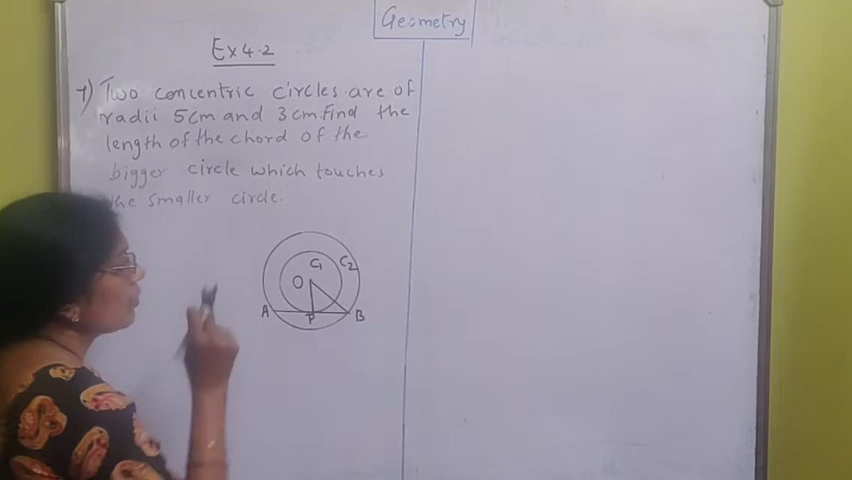 Geometry
Ex 4.2
7) Two concentric circles are of
radii 5cm and 3cm. Find the
length of the chord of the
bigger circle which touches
the smaller circle.
C1 C2
O
A P B